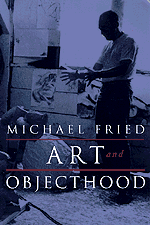 MICHAEL FRIED
ART and
OBJECTHOOD